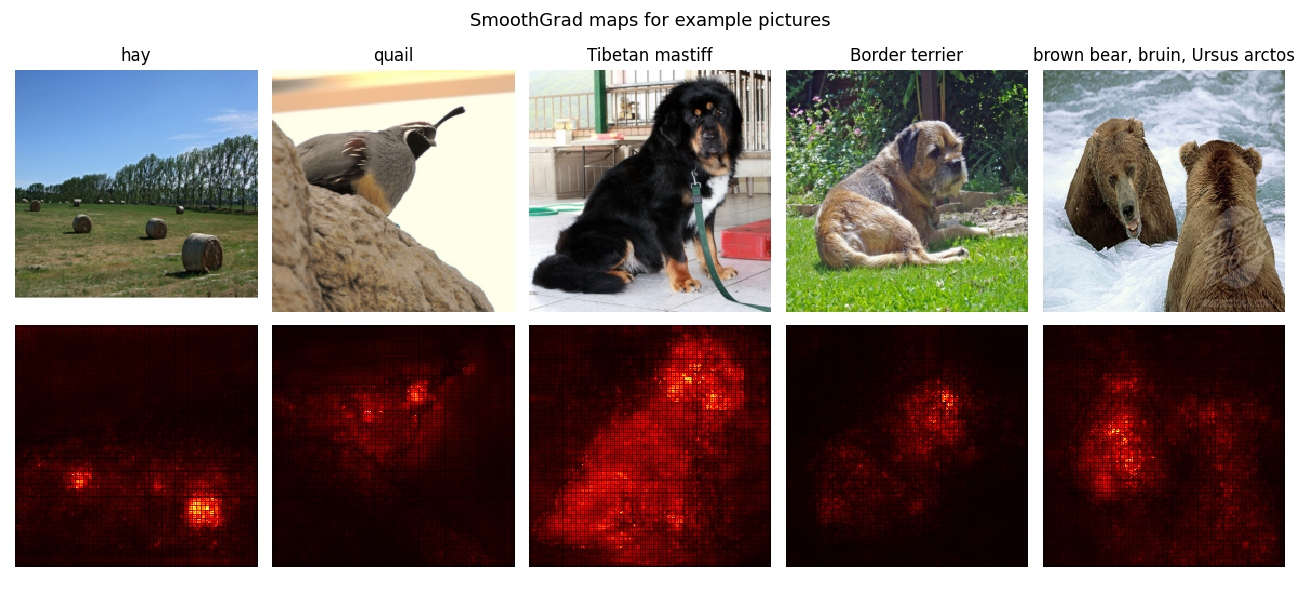 SmoothGrad maps for example pictures
hay
quail
Tibetan mastiff
Border terrier
brown bear, bruin, Ursus arctos